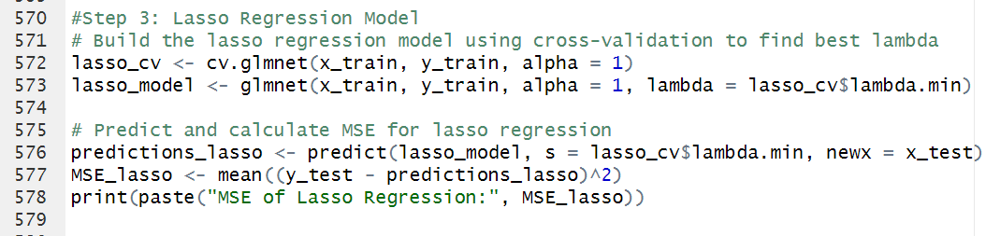 570 #Step 3: Lasso Regression Model
571 # Build the lasso regression model using cross-validation to find best lambda
572 lasso_cv <- cv.glmnet(x_train, y_train, alpha = 1)
573 lasso_model <- glmnet(x_train, y_train, alpha = 1, lambda = lasso_cv$lambda.min)
574
575 # Predict and calculate MSE for lasso regression
576 predictions_lasso <- predict(lasso_model, s = lasso_cv$lambda.min, newx = x_test)
577 MSE_lasso <- mean((y_test - predictions_lasso)^2)
578 print(paste("MSE of Lasso Regression:", MSE_lasso))
579